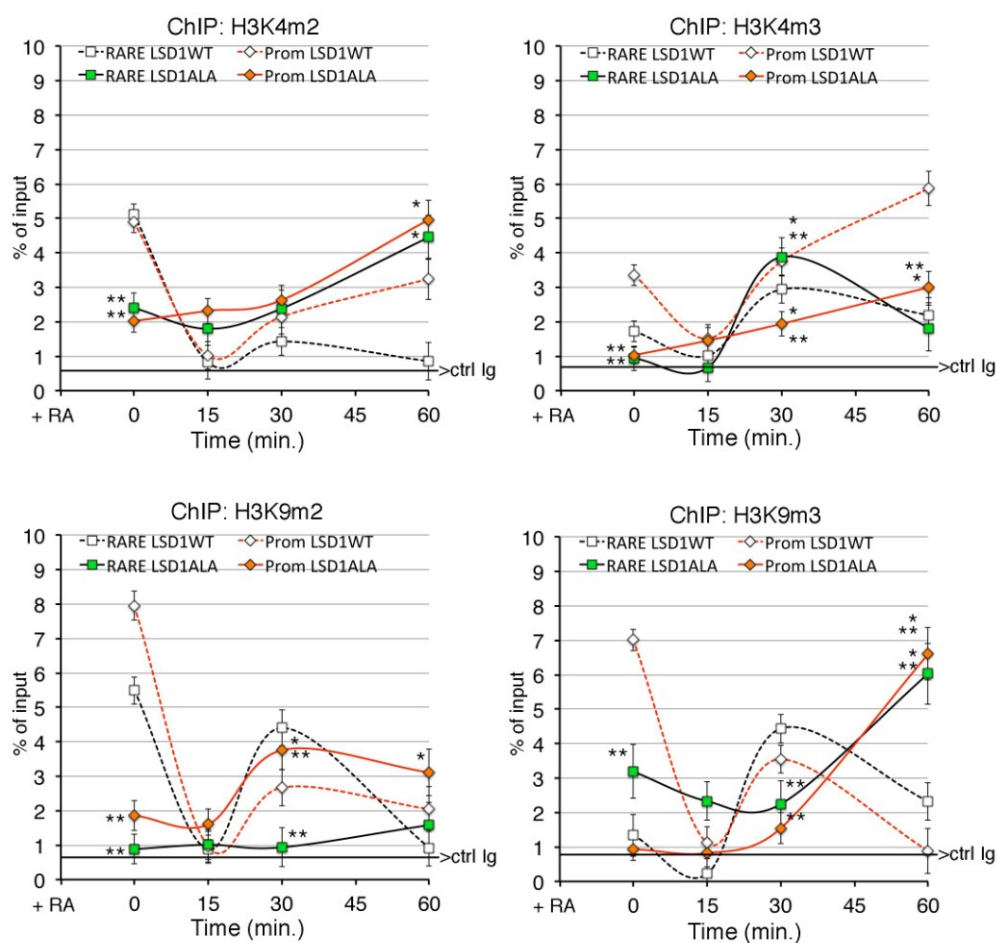 ChIP: H3K4m2
RARE LSD1WT Prom LSD1WT
RARE LSD1ALA Prom LSD1ALA
% of input
10
9
8
7
6
5
4
3
2
1
0
**
**
*
*
>ctrl Ig
+ RA 0 15 30 45 60
Time (min.)
ChIP: H3K4m3
RARE LSD1WT Prom LSD1WT
RARE LSD1ALA Prom LSD1ALA
% of input
10
9
8
7
6
5
4
3
2
1
0
**
**
*
**
*
**
**
*
>ctrl Ig
+ RA 0 15 30 45 60
Time (min.)
ChIP: H3K9m2
RARE LSD1WT Prom LSD1WT
RARE LSD1ALA Prom LSD1ALA
% of input
10
9
8
7
6
5
4
3
2
1
0
**
**
*
**
**
*
>ctrl Ig
+ RA 0 15 30 45 60
Time (min.)
ChIP: H3K9m3
RARE LSD1WT Prom LSD1WT
RARE LSD1ALA Prom LSD1ALA
% of input
10
9
8
7
6
5
4
3
2
1
0
**
**
**
*
**
*
**
>ctrl Ig
+ RA 0 15 30 45 60
Time (min.)